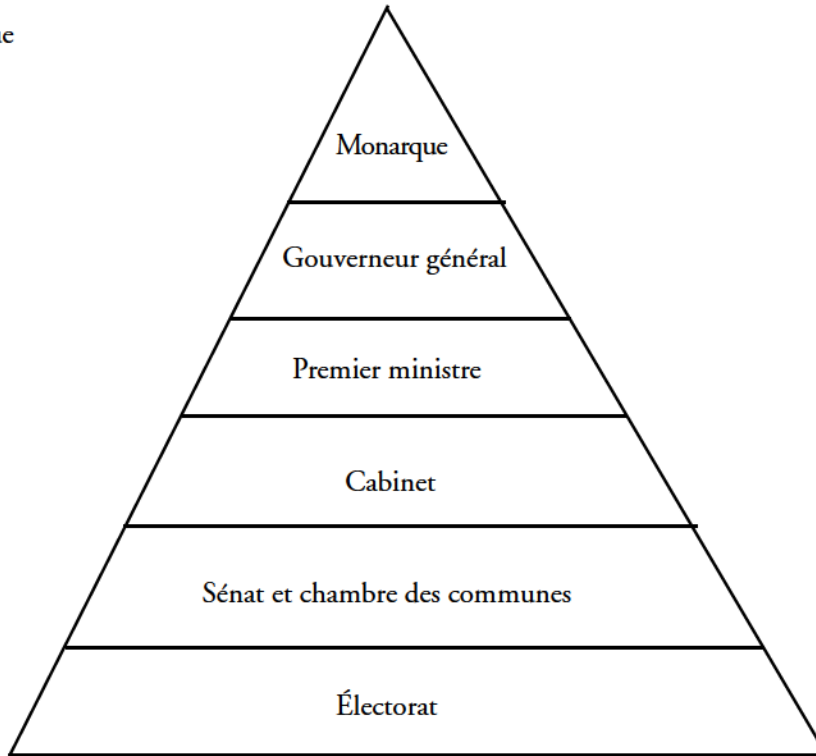 Monarque
Gouverneur général
Premier ministre
Cabinet
Sénat et chambre des communes
Électorat